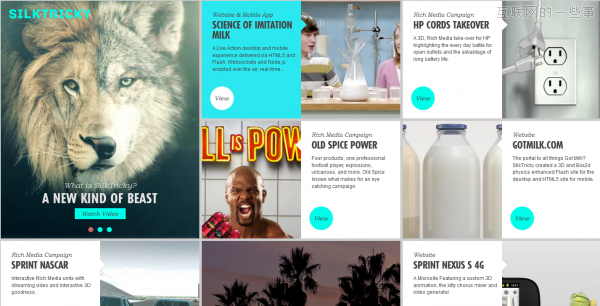 SILKTRICKY
What is SilkTricky?
A NEW KIND OF BEAST
Watch Video
Website & Mobile App
SCIENCE OF IMITATION
MILK
A Live Action desktop and mobile
experience delivered via HTML5 and
Flash. Websockets and Node.js
enabled over the air, real-time..
View
Rich Media Campaign
HP CORDS TAKEOVER
A 3D, Rich Media take-over for HP
highlighting the every day battle for
open outlets and the advantage of
long battery life.
View
互联网的一些事
LL IS POW
Rich Media Campaign
OLD SPICE POWER
Four products, one professional
football player, explosions,
volcanoes, and more. Old Spice
knows what makes for an eye
catching campaign.
View
Website
GOTMILK.COM
The portal to all things Got Milk?
SilkTricky created a 3D and Box2d
physics enhanced Flash site for the
desktop and HTML5 site for mobile.
View
Rich Media Campaign
SPRINT NASCAR
Interactive Rich Media units with
streaming video and interactive 3D
goodness.
Website
SPRINT NEXUS S 4G
A Microsite Featuring a custom 3D
animation, the kitty chorus mixer and
video generator